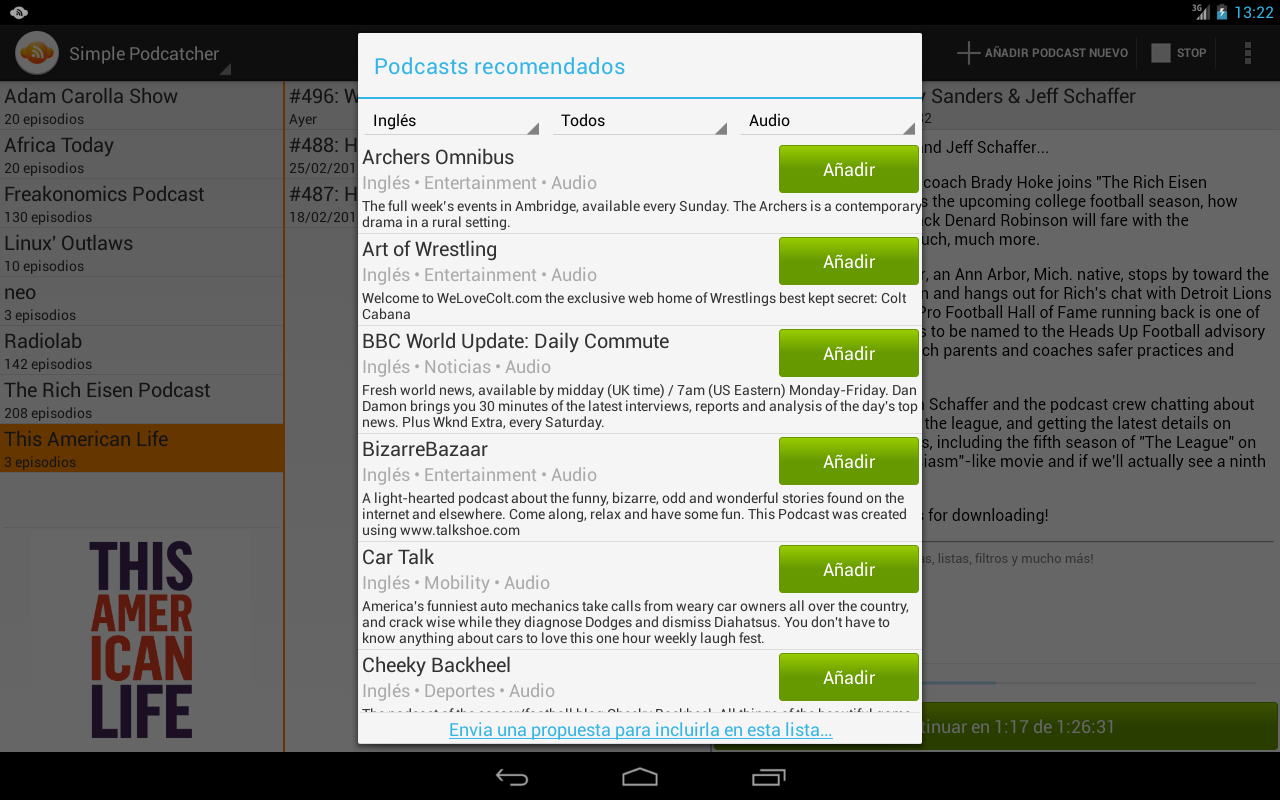 3G
13:22
Simple Podcatcher
AÑADIR PODCAST NUEVO
STOP
Adam Carolla Show
20 episodios
Africa Today
20 episodios
Freakonomics Podcast
130 episodios
Linux' Outlaws
10 episodios
neo
3 episodios
Radiolab
142 episodios
The Rich Eisen Podcast
208 episodios
This American Life
3 episodios
THIS
AMER
ICAN
LIFE
#496: W
Ayer
#488: H
25/02/201
#487: H
18/02/201
Podcasts recomendados
Inglés
Todos
Audio
Archers Omnibus
Inglés • Entertainment • Audio
Añadir
The full week's events in Ambridge, available every Sunday. The Archers is a contemporary
drama in a rural setting.
Art of Wrestling
Inglés • Entertainment • Audio
Añadir
Welcome to WeLoveColt.com the exclusive web home of Wrestlings best kept secret: Colt
Cabana
BBC World Update: Daily Commute
Inglés • Noticias • Audio
Añadir
Fresh world news, available by midday (UK time) / 7am (US Eastern) Monday-Friday. Dan
Damon brings you 30 minutes of the latest interviews, reports and analysis of the day's top
news. Plus Wknd Extra, every Saturday.
BizarreBazaar
Inglés • Entertainment • Audio
Añadir
A light-hearted podcast about the funny, bizarre, odd and wonderful stories found on the
internet and elsewhere. Come along, relax and have some fun. This Podcast was created
using www.talkshoe.com
Car Talk
Inglés • Mobility • Audio
Añadir
America's funniest auto mechanics take calls from weary car owners all over the country,
and crack wise while they diagnose Dodges and dismiss Diahatsus. You don't have to
know anything about cars to love this one hour weekly laugh fest.
Cheeky Backheel
Inglés • Deportes • Audio
Añadir
The podcast of the soccer/football blog Cheeky Backheel. All things of the beautiful game
Envia una propuesta para incluirla en esta lista...
Sanders & Jeff Schaffer
nd Jeff Schaffer...
coach Brady Hoke joins "The Rich Eisen
s the upcoming college football season, how
ck Denard Robinson will fare with the
uch, much more.
r, an Ann Arbor, Mich. native, stops by toward the
n and hangs out for Rich's chat with Detroit Lions
Pro Football Hall of Fame running back is one of
s to be named to the Heads Up Football advisory
ch parents and coaches safer practices and
Schaffer and the podcast crew chatting about
the league, and getting the latest details on
s, including the fifth season of "The League" on
iasm"-like movie and if we'll actually see a ninth
s for downloading!
s, listas, filtros y mucho más!
tinuar en 1:17 de 1:26:31